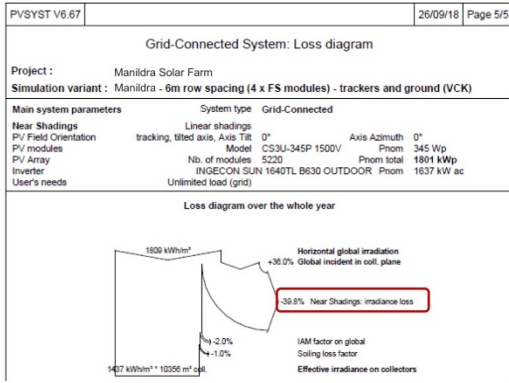 PVSYST V6.67 26/09/18 Page 5/5
Grid-Connected System: Loss diagram
Project : Manildra Solar Farm
Simulation variant : Manildra - 6m row spacing (4 x FS modules) - trackers and ground (VCK)
Main system parameters System type Grid-Connected
Near Shadings Linear shadings
PV Field Orientation tracking, tilted axis, Axis Tilt 0° Axis Azimuth 0°
PV modules Model CS3U-345P 1500V Pnom 345 Wp
PV Array Nb. of modules 5220 Pnom total 1801 kWp
Inverter INGECON SUN 1640TL B630 OUTDOOR Pnom 1637 kW ac
User's needs Unlimited load (grid)
Loss diagram over the whole year
1809 kWh/m² Horizontal global irradiation
+36.0% Global incident in coll. plane
-39.8% Near Shadings: irradiance loss
-2.0% IAM factor on global
-1.0% Soiling loss factor
1437 kWh/m² * 10356 m² coll. Effective irradiance on collectors